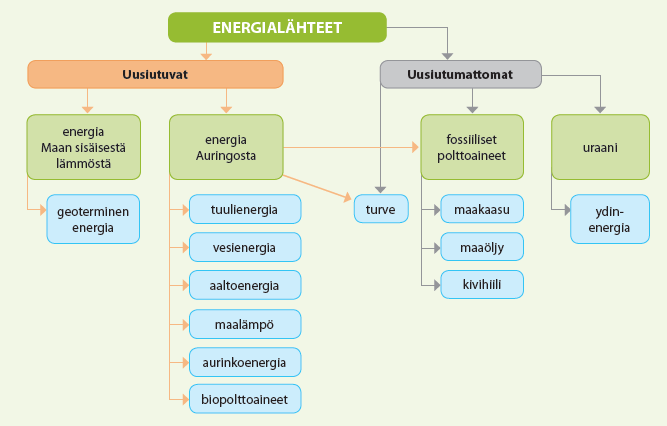 ENERGIALÄHTEET
Uusiutuvat
Uusiutumattomat
energia
Maan sisäisestä
lämmöstä
energia
Auringosta
fossiiliset
polttoaineet
uraani
geoterminen
energia
tuulienergia
vesienergia
aaltoenergia
maalämpö
aurinkoenergia
biopolttoaineet
turve
maakaasu
maaöljy
kivihiili
ydin-
energia